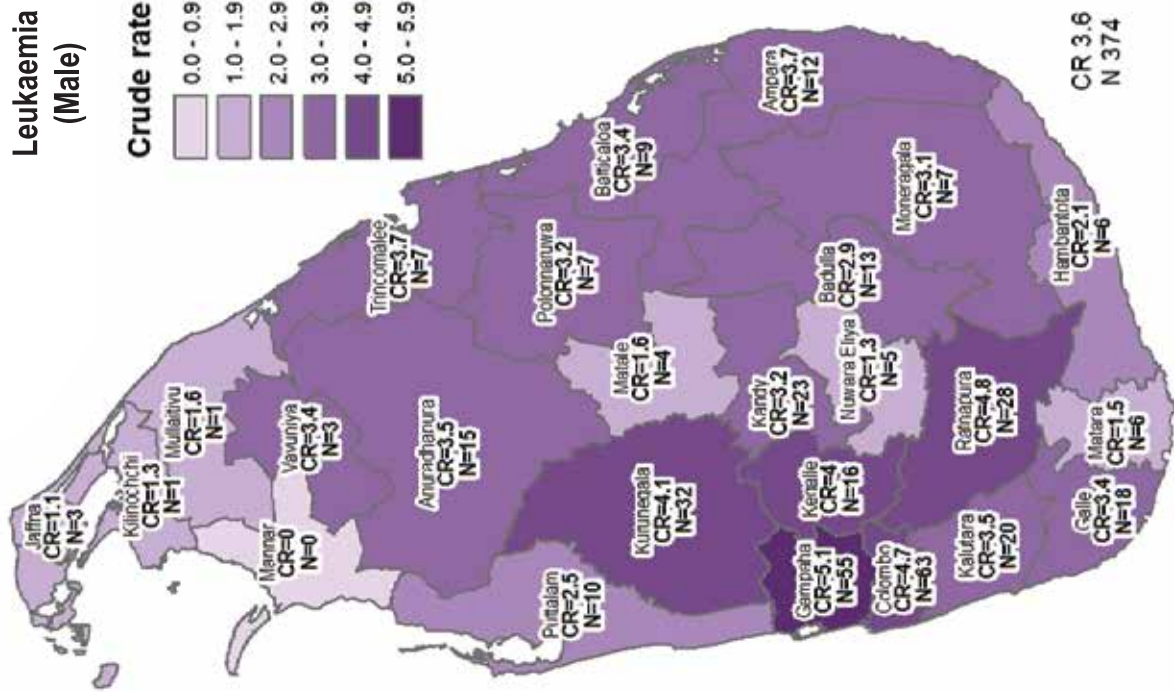 Leukaemia
(Male)
Crude rate
0.0 - 0.9
1.0 - 1.9
2.0 - 2.9
3.0 - 3.9
4.0 - 4.9
5.0 - 5.9
Jaffna
CR=1.1
N=3
Kilinochchi
CR=1.3
N=1
Mullaitivu
CR=1.6
N=1
Mannar
CR=0
N=0
Vavuniya
CR=3.4
N=3
Trincomalee
CR=3.7
N=7
Anuradhapura
CR=3.5
N=15
Polonnaruwa
CR=3.2
N=7
Batticaloa
CR=3.4
N=9
Puttalam
CR=2.5
N=10
Kurunegala
CR=4.1
N=32
Matale
CR=1.6
N=4
Ampara
CR=3.7
N=12
Kandy
CR=3.2
N=23
Gampaha
CR=5.1
N=55
Kegalle
CR=4
N=16
Nuwara Eliya
CR=1.3
N=5
Badulla
CR=2.9
N=13
Moneragala
CR=3.1
N=7
Colombo
CR=4.7
N=63
Ratnapura
CR=4.8
N=28
Kalutara
CR=3.5
N=20
Galle
CR=3.4
N=18
Matara
CR=1.5
N=6
Hambantota
CR=2.1
N=6
CR 3.6
N 374